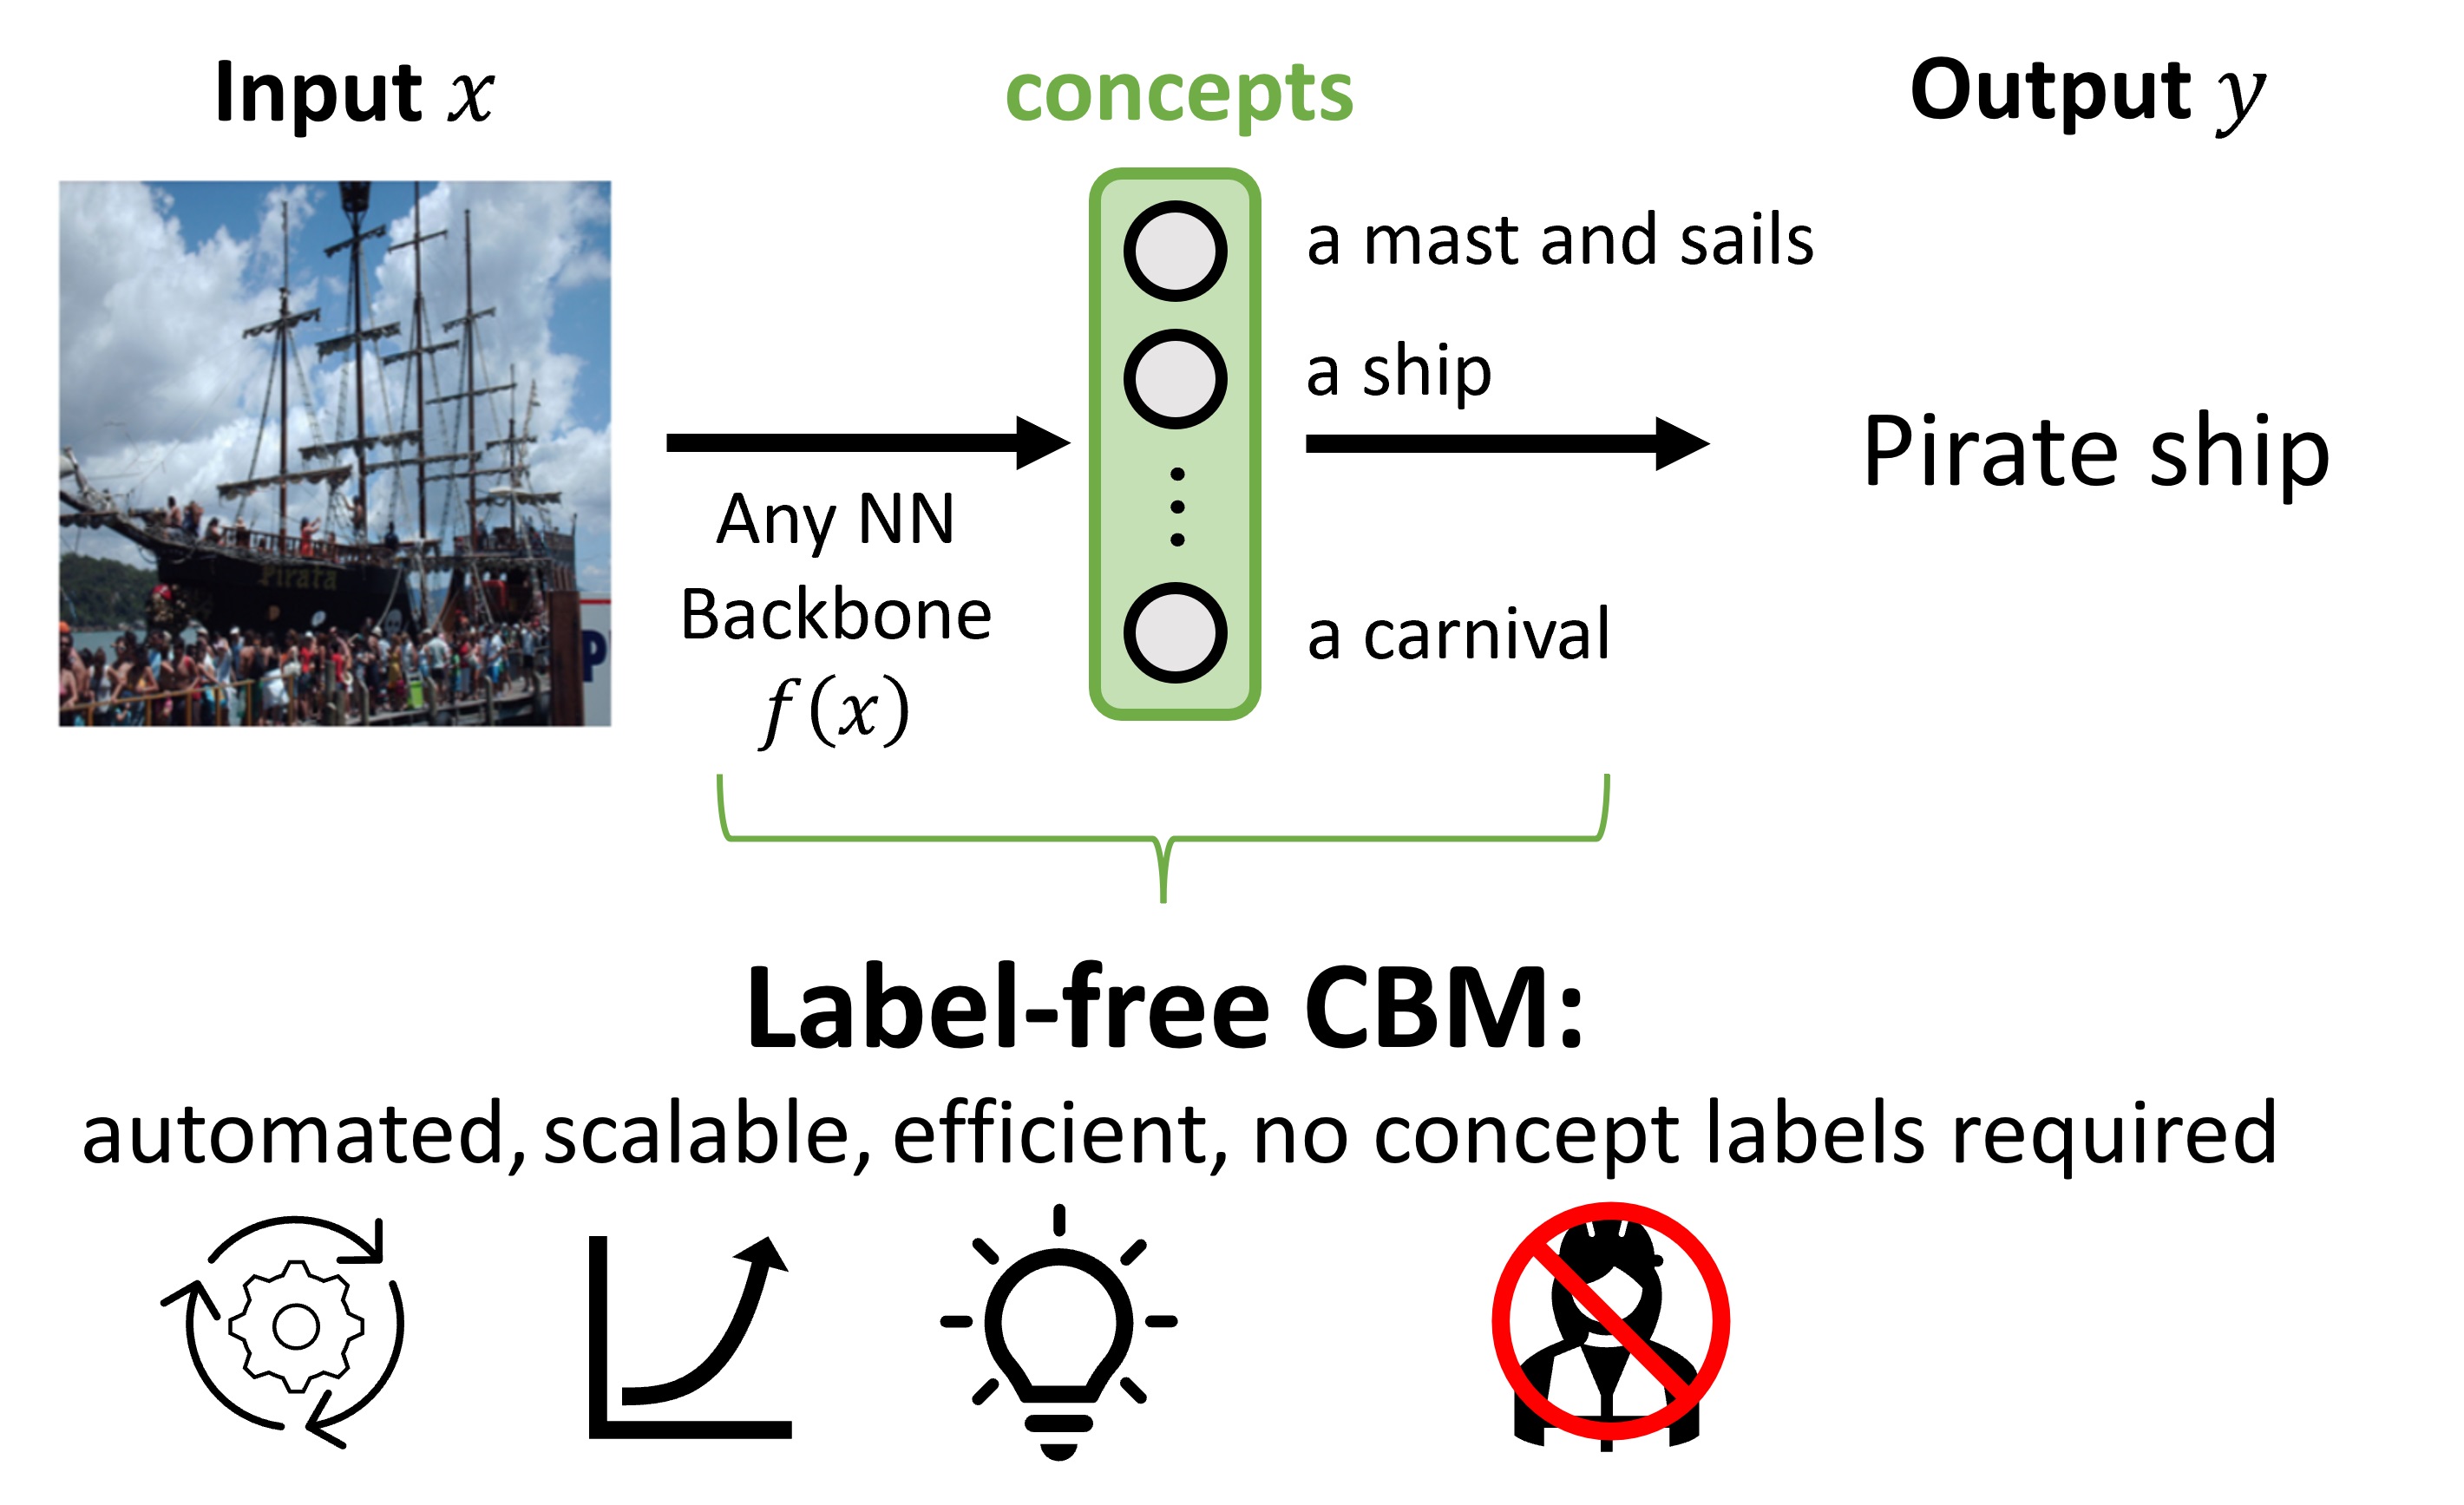 Input x
concepts
Output y
a mast and sails
a ship
Any NN
Backbone
f(x)
Pirate ship
a carnival
Pirata
P
Label-free CBM:
automated, scalable, efficient, no concept labels required